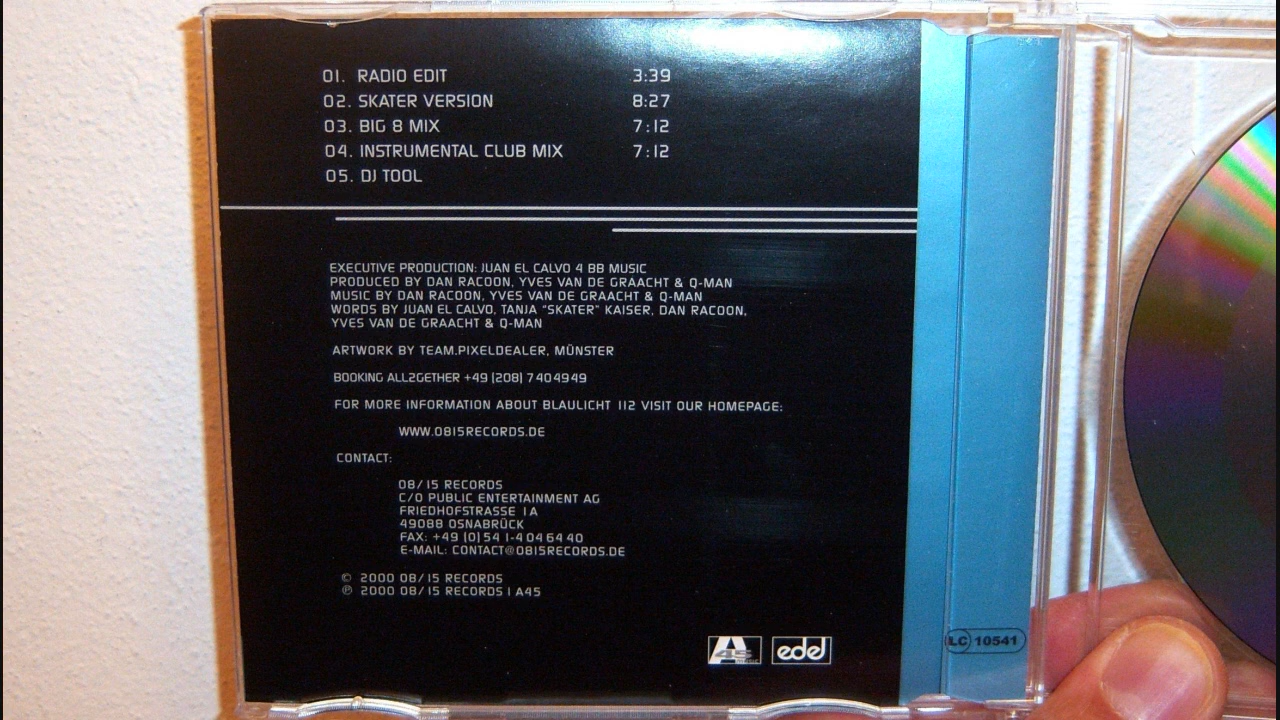 01. RADIO EDIT 3:39
02. SKATER VERSION 8:27
03. BIG 8 MIX 7:12
04. INSTRUMENTAL CLUB MIX 7:12
05. DJ TOOL
EXECUTIVE PRODUCTION: JUAN EL CALVO 4 BB MUSIC
PRODUCED BY DAN RACOON, YVES VAN DE GRAACHT & Q-MAN
MUSIC BY DAN RACOON, YVES VAN DE GRAACHT & Q-MAN
WORDS BY JUAN EL CALVO, TANJA "SKATER" KAISER, DAN RACOON,
YVES VAN DE GRAACHT & Q-MAN
ARTWORK BY TEAM.PIXELDEALER, MÜNSTER
BOOKING ALL2GETHER +49 (208) 7404949
FOR MORE INFORMATION ABOUT BLAULICHT 112 VISIT OUR HOMEPAGE:
WWW.0815RECORDS.DE
CONTACT:
08/15 RECORDS
C/O PUBLIC ENTERTAINMENT AG
FRIEDHOFSTRASSE 1A
49088 OSNABRÜCK
FAX: +49 (0)541-4046440
E-MAIL: CONTACT@0815RECORDS.DE
© 2000 08/15 RECORDS
℗ 2000 08/15 RECORDS | A45
A 45 edel
LC 10541